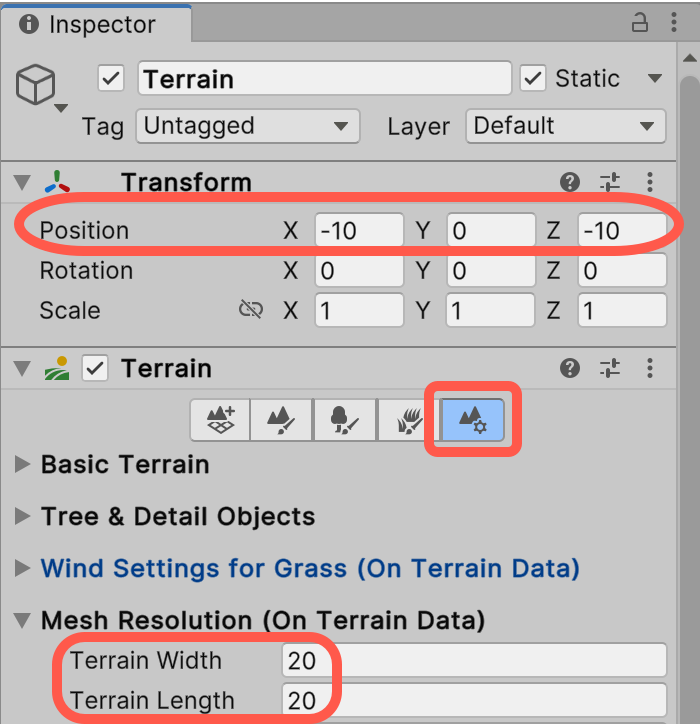 Inspector
Terrain Static
Tag Untagged Layer Default
Transform
Position X -10 Y 0 Z -10
Rotation X 0 Y 0 Z 0
Scale X 1 Y 1 Z 1
Terrain
Basic Terrain
Tree & Detail Objects
Wind Settings for Grass (On Terrain Data)
Mesh Resolution (On Terrain Data)
Terrain Width 20
Terrain Length 20